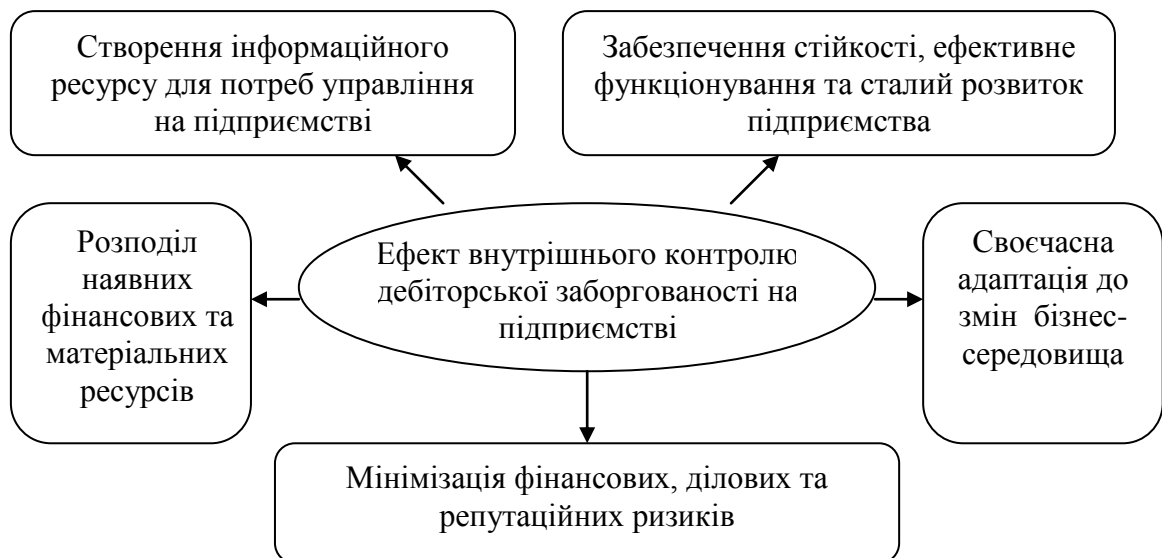 Створення інформаційного
ресурсу для потреб управління
на підприємстві
Забезпечення стійкості, ефективне
функціонування та сталий розвиток
підприємства
Розподіл
наявних
фінансових та
матеріальних
ресурсів
Ефект внутрішнього контролю
дебіторської заборгованості на
підприємстві
Своєчасна
адаптація до
змін бізнес-
середовища
Мінімізація фінансових, ділових та
репутаційних ризиків